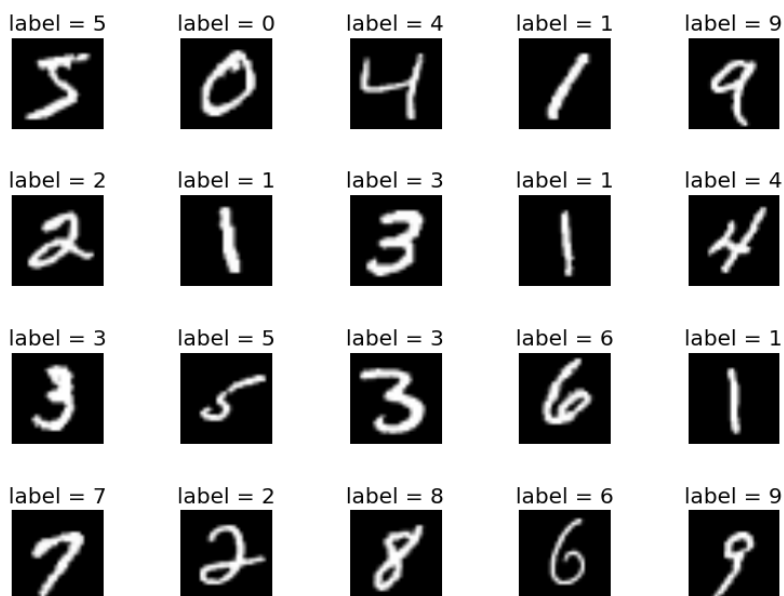 label = 5 label = 0 label = 4 label = 1 label = 9
5 0 4 1 9
label = 2 label = 1 label = 3 label = 1 label = 4
2 1 3 1 4
label = 3 label = 5 label = 3 label = 6 label = 1
3 5 3 6 1
label = 7 label = 2 label = 8 label = 6 label = 9
7 2 8 6 9